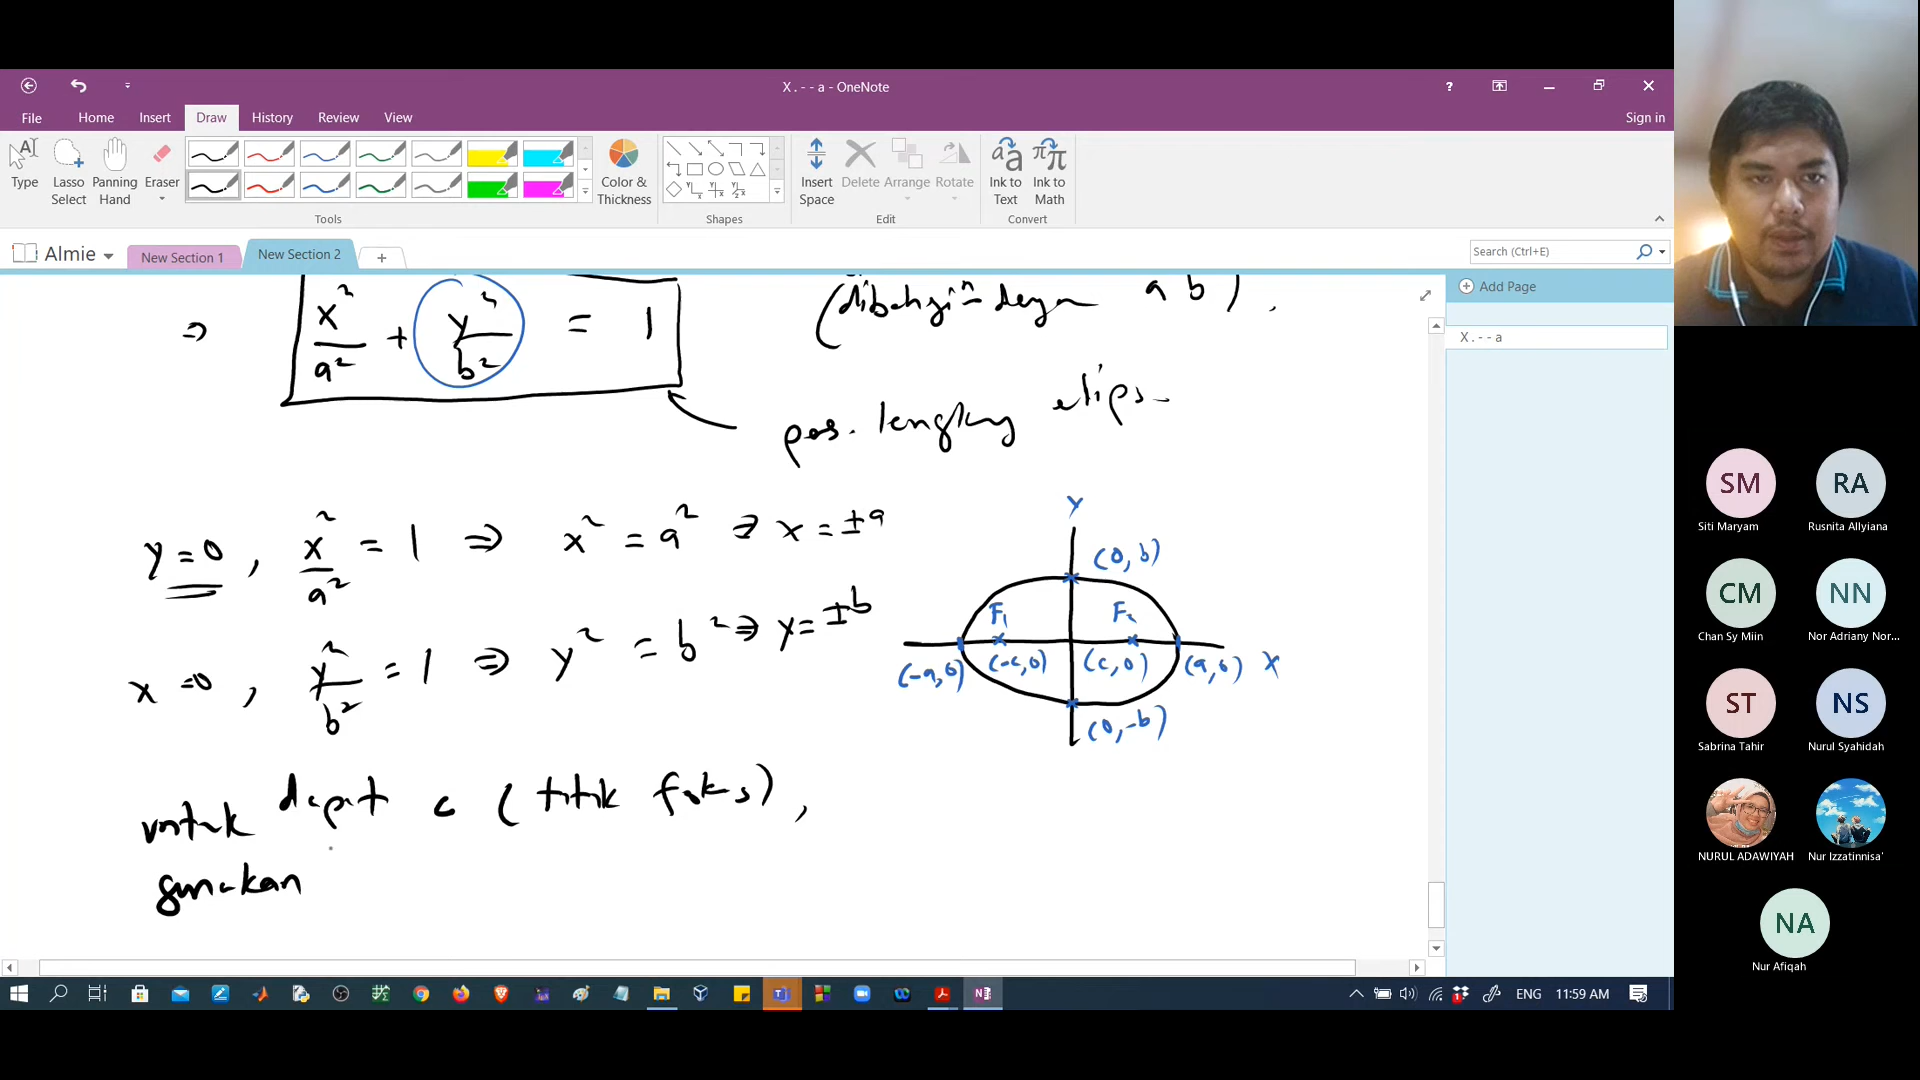 X . - - a - OneNote
?
File
Home
Insert
Draw
History
Review
View
Sign in
Type
Lasso Select
Panning Hand
Eraser
Color & Thickness
Insert Space
Delete
Arrange
Rotate
Ink to Text
Ink to Math
Tools
Shapes
Edit
Convert
Almie
New Section 1
New Section 2
Search (Ctrl+E)
Add Page
X . - - a
⇒ x²/a² + y²/b² = 1
a b ) .
pers. lengkung elips.
y = 0 , x²/a² = 1 ⇒ x² = a² ⇒ x = ±a
x = 0 , y²/b² = 1 ⇒ y² = b² ⇒ y = ±b
Y
(0, b)
F₁ F₂
(-a,0) (-c,0) (c,0) (a,0) X
(0,-b)
untuk dapat c (titik fokus) ,
gunakan
SM
Siti Maryam
RA
Rusnita Allyiana
CM
Chan Sy Miin
NN
Nor Adriany Nor...
ST
Sabrina Tahir
NS
Nurul Syahidah
NURUL ADAWIYAH
Nur Izzatinnisa'
NA
Nur Afiqah
ENG
11:59 AM